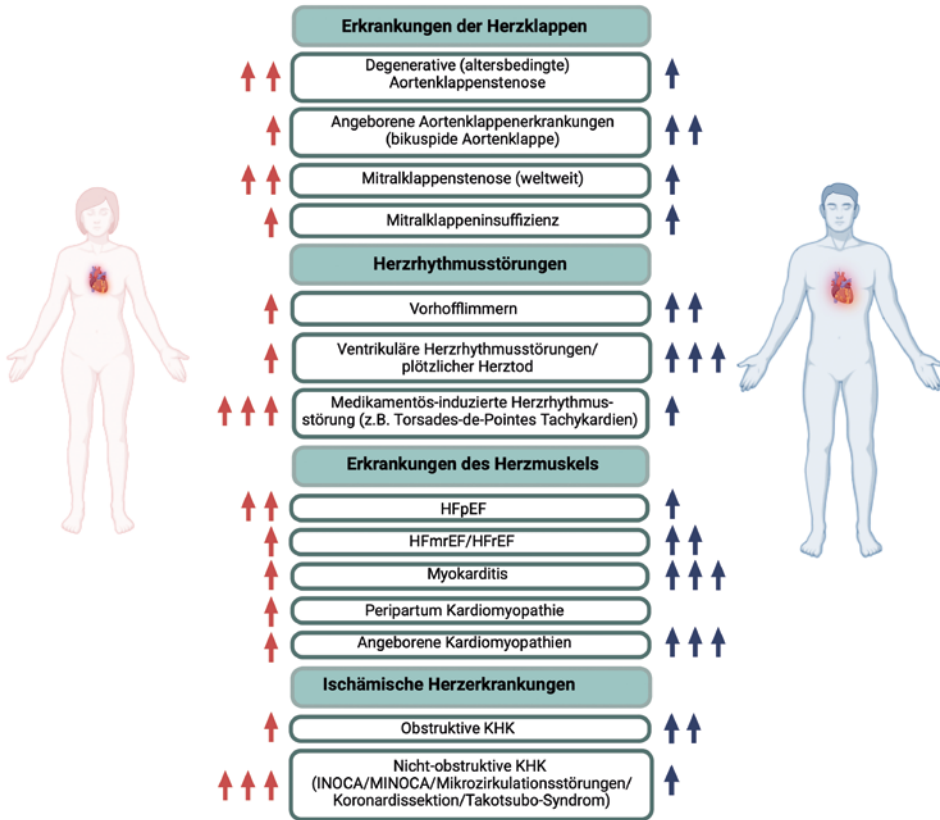 Erkrankungen der Herzklappen
Degenerative (altersbedingte)
Aortenklappenstenose
Angeborene Aortenklappenerkrankungen
(bikuspide Aortenklappe)
Mitralklappenstenose (weltweit)
Mitralklappeninsuffizienz
Herzrhythmusstörungen
Vorhofflimmern
Ventrikuläre Herzrhythmusstörungen/
plötzlicher Herztod
Medikamentös-induzierte Herzrhythmus-
störung (z.B. Torsades-de-Pointes Tachykardien)
Erkrankungen des Herzmuskels
HFpEF
HFmrEF/HFrEF
Myokarditis
Peripartum Kardiomyopathie
Angeborene Kardiomyopathien
Ischämische Herzerkrankungen
Obstruktive KHK
Nicht-obstruktive KHK
(INOCA/MINOCA/Mikrozirkulationsstörungen/
Koronardissektion/Takotsubo-Syndrom)